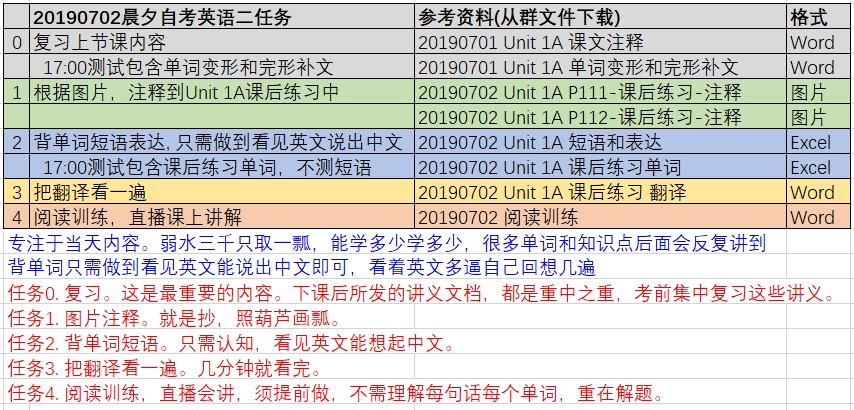 20190702晨夕自考英语二任务 参考资料(从群文件下载) 格式
0 复习上节课内容 20190701 Unit 1A 课文注释 Word
17:00测试包含单词变形和完形补文 20190701 Unit 1A 单词变形和完形补文 Word
1 根据图片，注释到Unit 1A课后练习中 20190702 Unit 1A P111-课后练习-注释 图片
20190702 Unit 1A P112-课后练习-注释 图片
2 背单词短语表达, 只需做到看见英文说出中文 20190702 Unit 1A 短语和表达 Excel
17:00测试包含课后练习单词，不测短语 20190702 Unit 1A 课后练习单词 Excel
3 把翻译看一遍 20190702 Unit 1A 课后练习 翻译 Word
4 阅读训练，直播课上讲解 20190702 阅读训练 Word
专注于当天内容。弱水三千只取一瓢，能学多少学多少，很多单词和知识点后面会反复讲到
背单词只需做到看见英文能说出中文即可，看着英文多逼自己回想几遍
任务0. 复习。这是最重要的内容。下课后所发的讲义文档，都是重中之重，考前集中复习这些讲义。
任务1. 图片注释。就是抄，照葫芦画瓢。
任务2. 背单词短语。只需认知，看见英文能想起中文。
任务3. 把翻译看一遍。几分钟就看完。
任务4. 阅读训练，直播会讲，须提前做，不需理解每句话每个单词，重在解题。